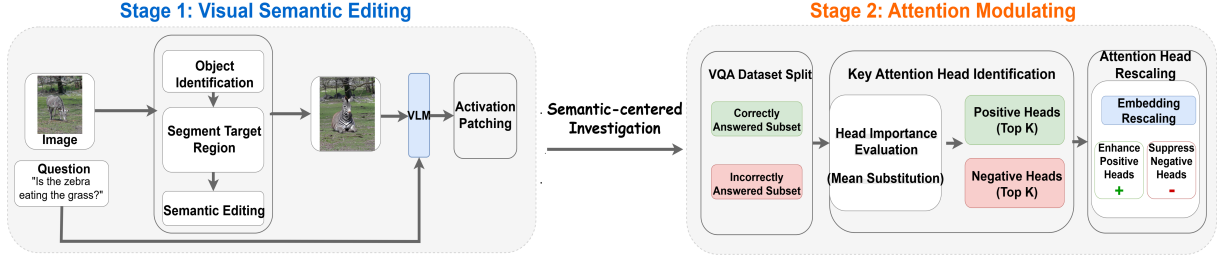 Stage 1: Visual Semantic Editing
Object
Identification
Segment Target
Region
Semantic Editing
Image
Question
"Is the zebra
eating the grass?"
VLM
Activation
Patching
Semantic-centered
Investigation
Stage 2: Attention Modulating
VQA Dataset Split
Correctly
Answered Subset
Incorrectly
Answered Subset
Key Attention Head Identification
Head Importance
Evaluation
(Mean Substitution)
Positive Heads
(Top K)
Negative Heads
(Top K)
Attention Head
Rescaling
Embedding
Rescaling
Enhance
Positive
Heads
+
Suppress
Negative
Heads
-